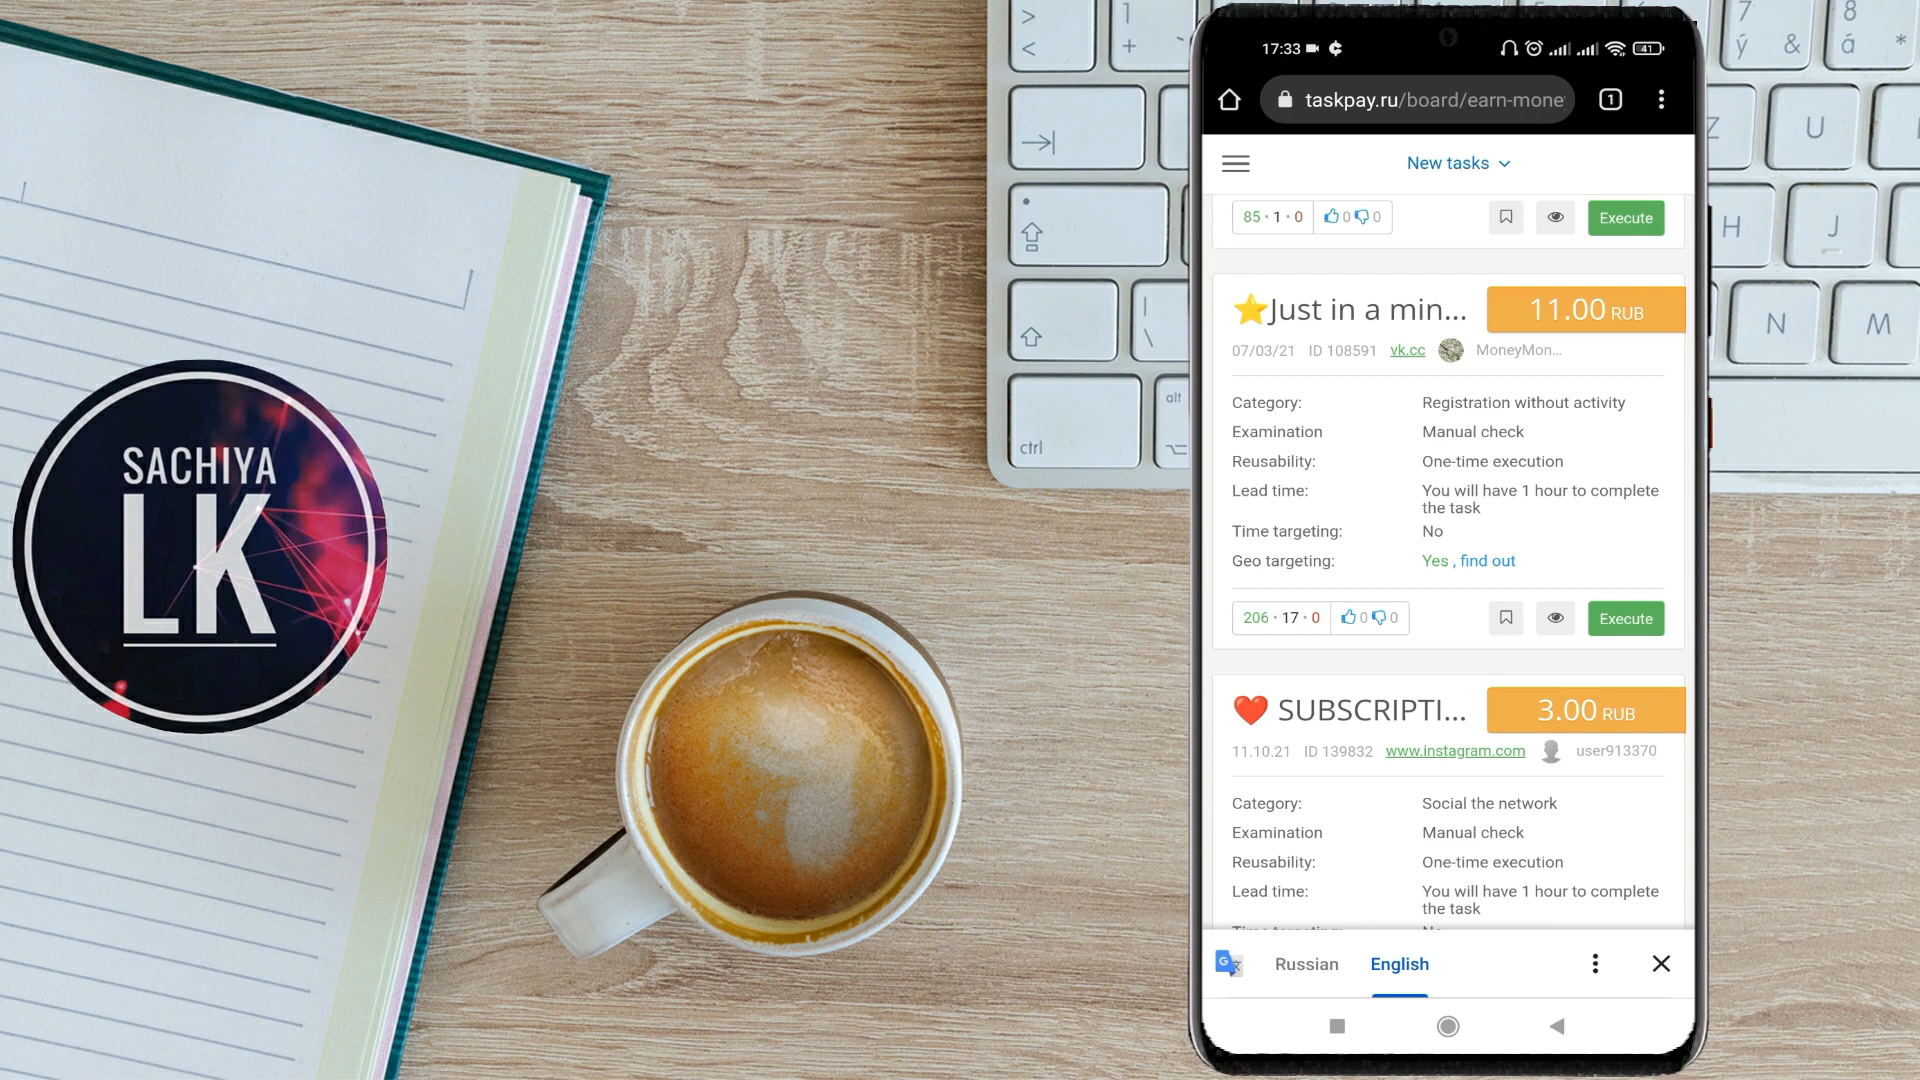 SACHIYA
LK
17:33
41
taskpay.ru/board/earn-mone
1
New tasks
85 · 1 · 0
0 0
Execute
⭐Just in a min...
11.00 RUB
07/03/21 ID 108591 vk.cc MoneyMon...
Category: Registration without activity
Examination Manual check
Reusability: One-time execution
Lead time: You will have 1 hour to complete
the task
Time targeting: No
Geo targeting: Yes , find out
206 · 17 · 0
0 0
Execute
❤️ SUBSCRIPTI...
3.00 RUB
11.10.21 ID 139832 www.instagram.com user913370
Category: Social the network
Examination Manual check
Reusability: One-time execution
Lead time: You will have 1 hour to complete
the task
Russian English
> 1 7 8
< + ý & á *
Z U
H J
N M
| \
alt
ctrl